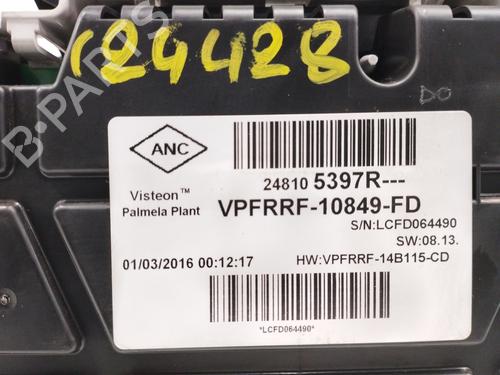 C24428
B-PARTS
ANC
Visteon™
Palmela Plant
24810 5397R---
VPFRRF-10849-FD
S/N:LCFD064490
SW:08.13.
01/03/2016 00:12:17
HW:VPFRRF-14B115-CD
*LCFD064490*